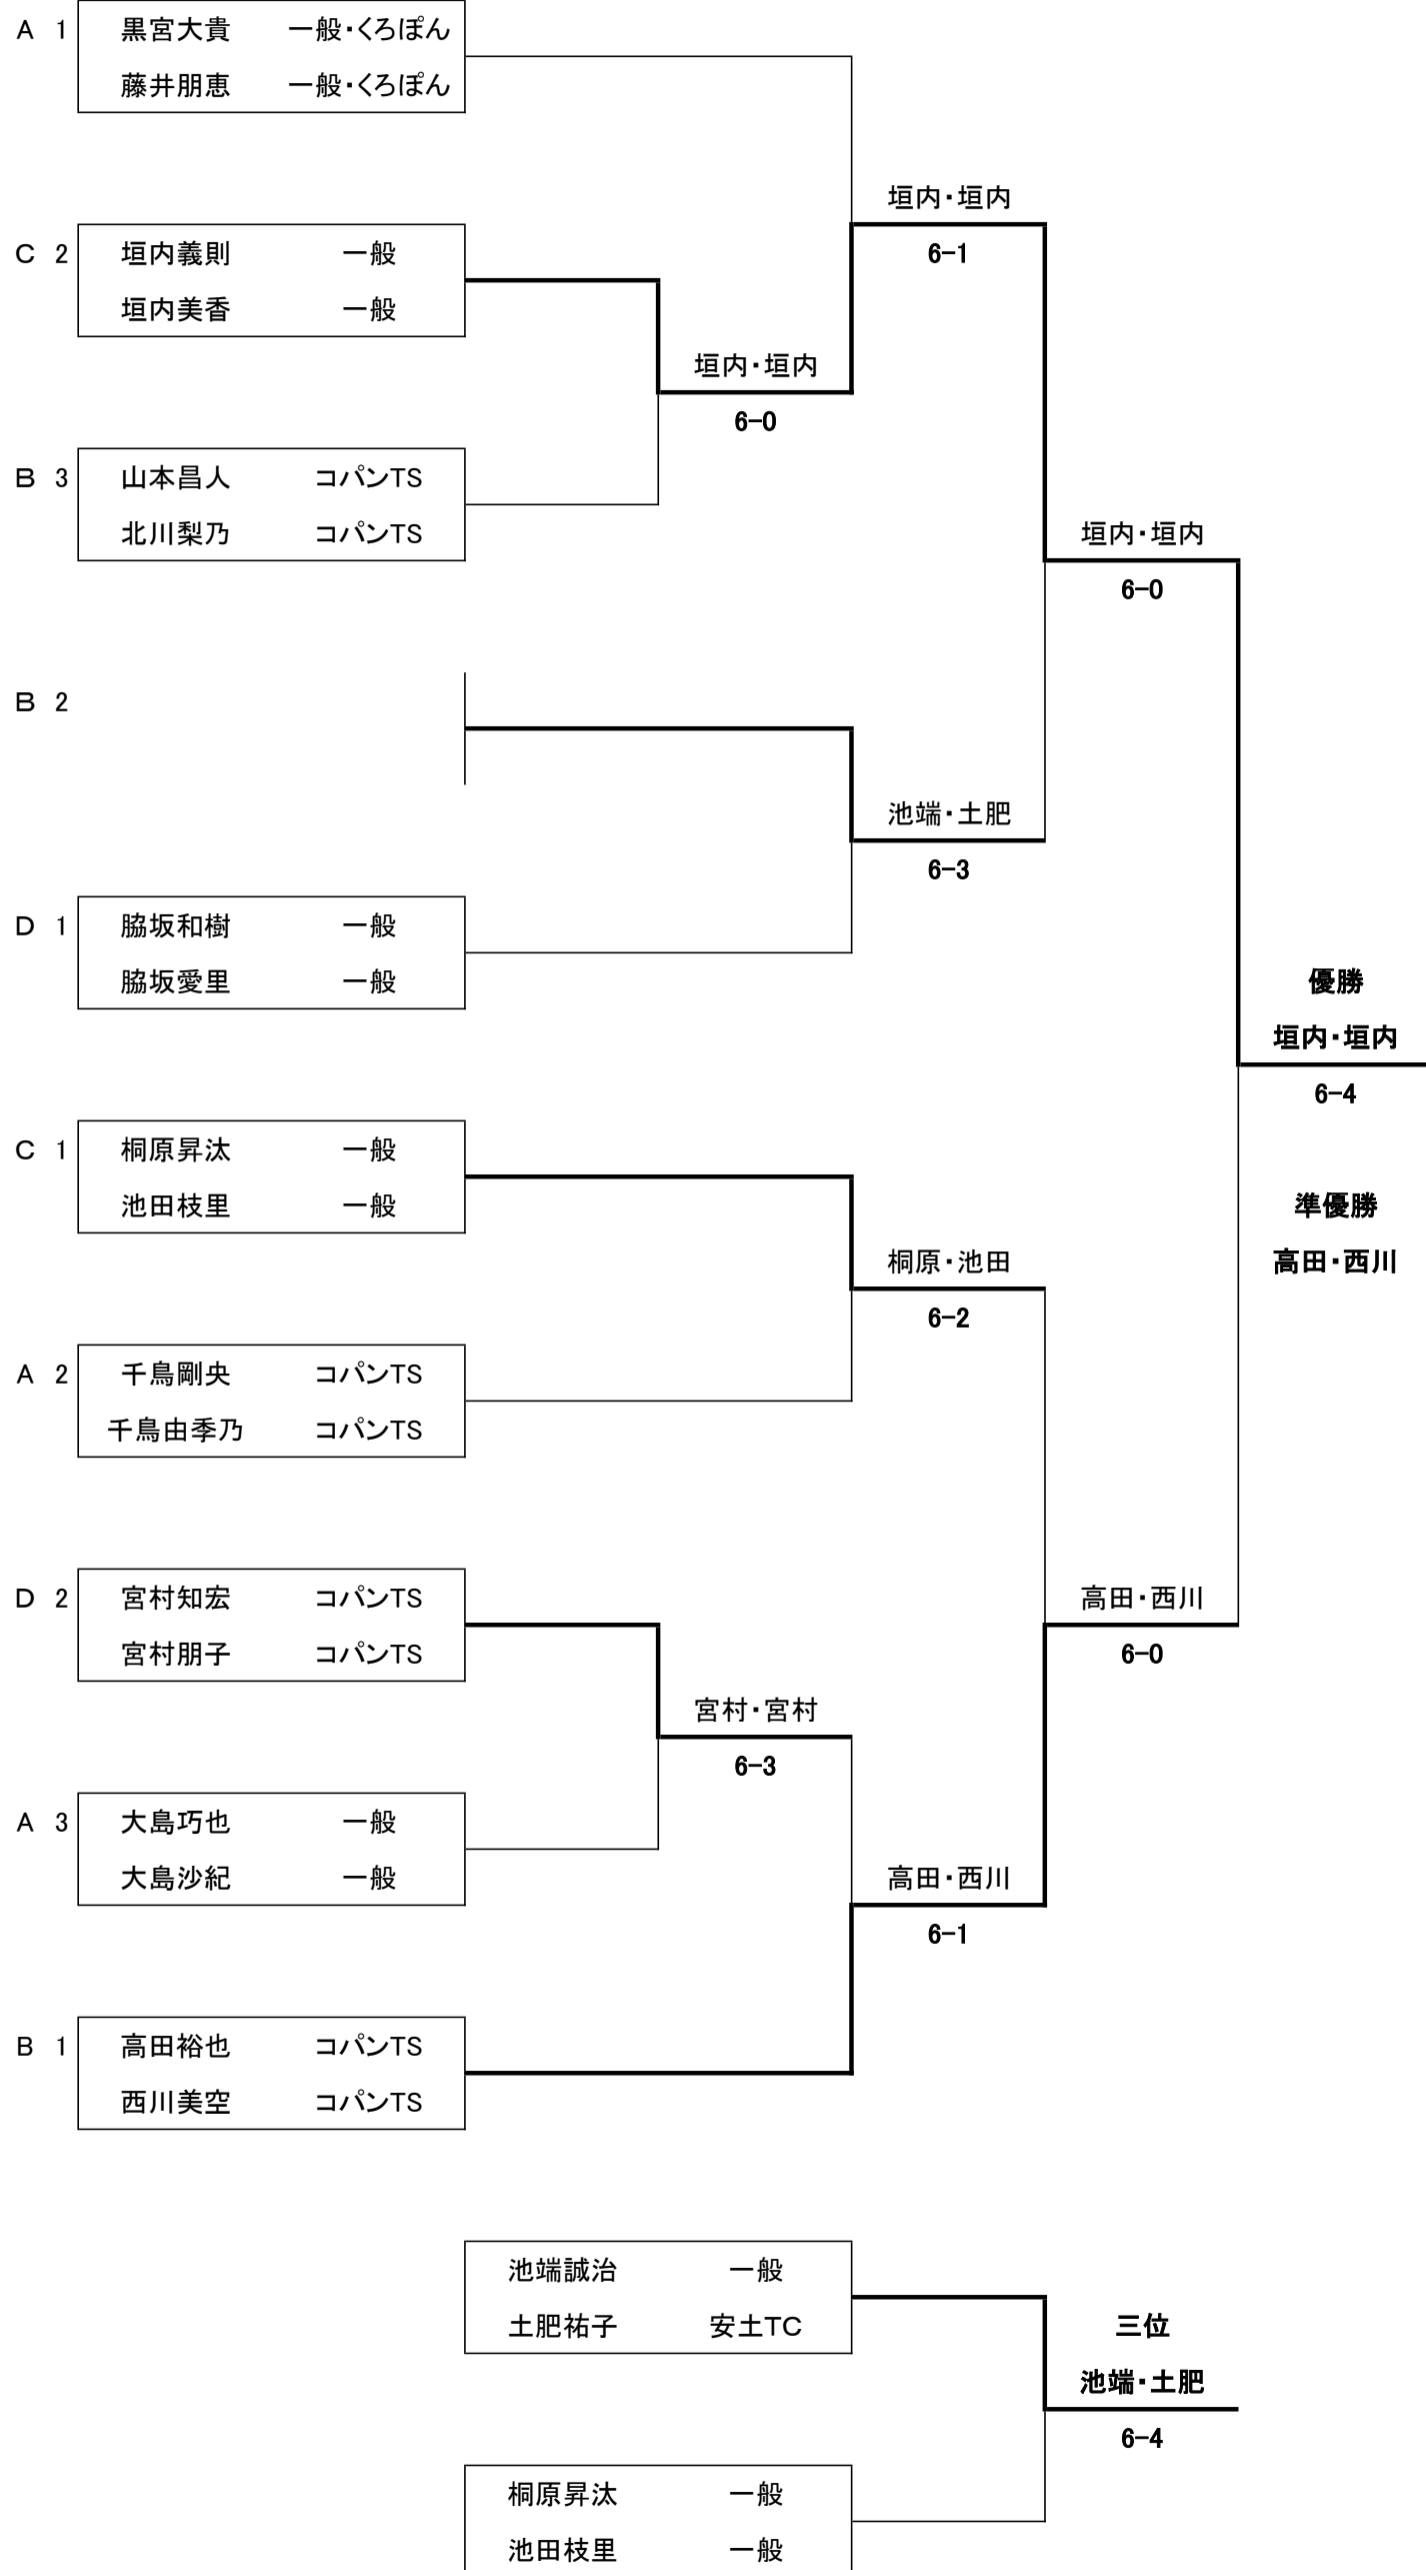 A 1 黒宮大貴 一般・くろぽん
藤井朋恵 一般・くろぽん
垣内・垣内
C 2 垣内義則 一般
6-1
垣内美香 一般
垣内・垣内
6-0
B 3 山本昌人 コパンTS
北川梨乃 コパンTS
垣内・垣内
6-0
B 2
池端・土肥
6-3
D 1 脇坂和樹 一般
脇坂愛里 一般
優勝
垣内・垣内
6-4
C 1 桐原昇汰 一般
池田枝里 一般
準優勝
桐原・池田
高田・西川
6-2
A 2 千鳥剛央 コパンTS
千鳥由季乃 コパンTS
D 2 宮村知宏 コパンTS
高田・西川
宮村朋子 コパンTS
6-0
宮村・宮村
6-3
A 3 大島巧也 一般
大島沙紀 一般
高田・西川
6-1
B 1 高田裕也 コパンTS
西川美空 コパンTS
池端誠治 一般
土肥祐子 安土TC
三位
池端・土肥
6-4
桐原昇汰 一般
池田枝里 一般